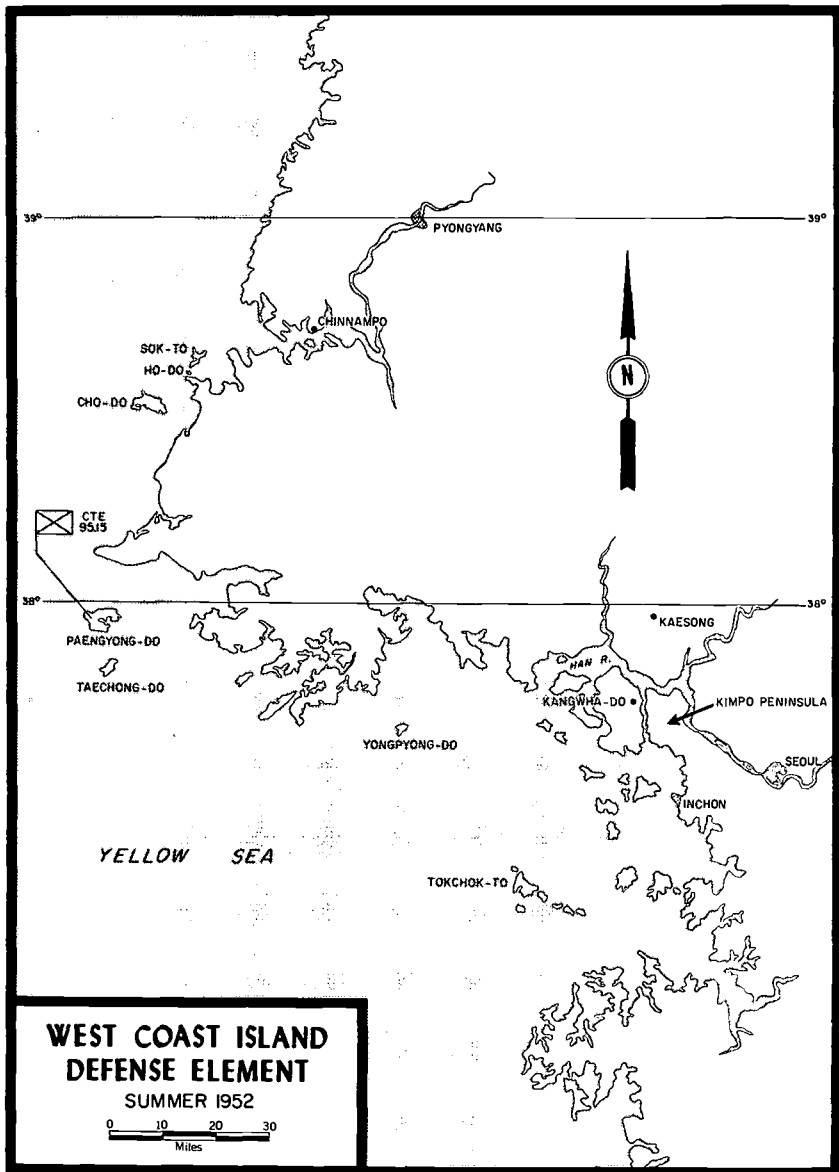 39°
39°
PYONGYANG
CHINNAMPO
SOK-TO
HO-DO
CHO-DO
N
CTE
95.15
38°
38°
KAESONG
PAENGYONG-DO
HAN R.
TAECHONG-DO
KANGWHA-DO
KIMPO PENINSULA
YONGPYONG-DO
SEOUL
INCHON
YELLOW SEA
TOKCHOK-TO
WEST COAST ISLAND
DEFENSE ELEMENT
SUMMER 1952
0 10 20 30
Miles